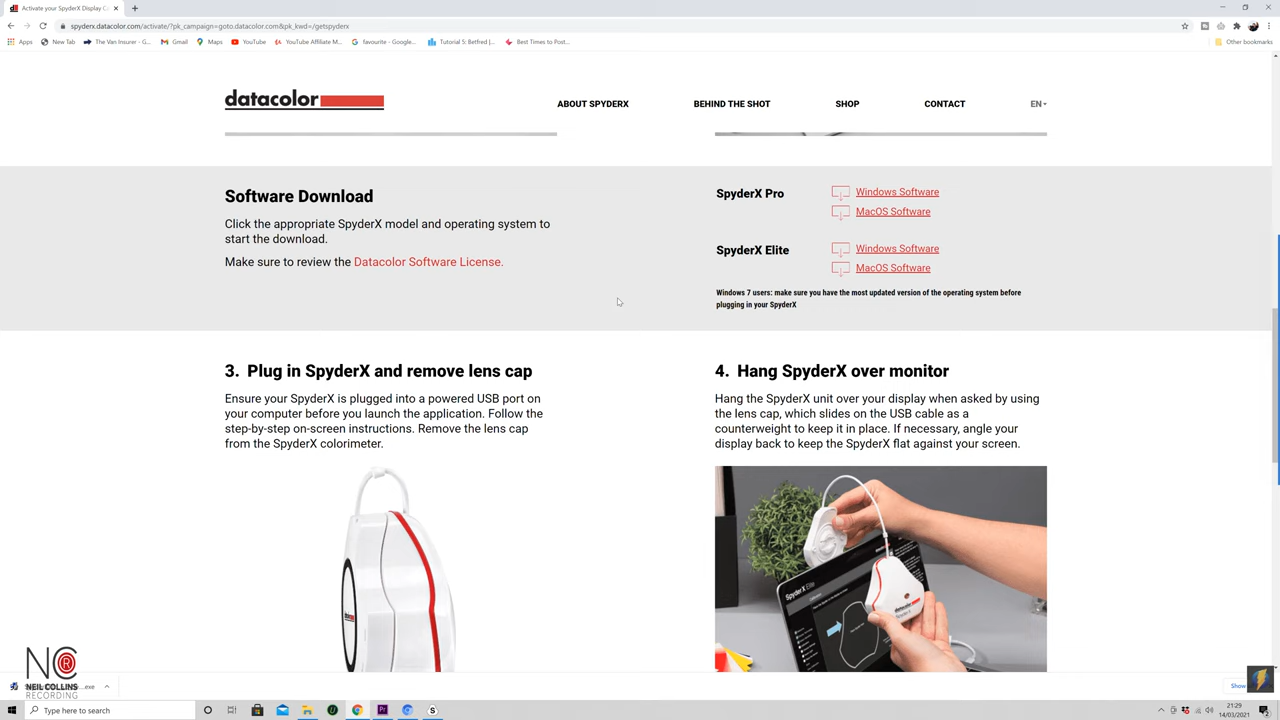 Activate your SpyderX Display Ca
spyderx.datacolor.com/activate/?pk_campaign=goto.datacolor.com&pk_kwd=/getspyderx
Apps New Tab The Van Insurer - G... Gmail Maps YouTube YouTube Affiliate M... favourite - Google... Tutorial 5: Betfred |... Best Times to Post... Other bookmarks
datacolor ABOUT SPYDERX BEHIND THE SHOT SHOP CONTACT EN
Software Download
Click the appropriate SpyderX model and operating system to
start the download.
Make sure to review the Datacolor Software License.
SpyderX Pro Windows Software
MacOS Software
SpyderX Elite Windows Software
MacOS Software
Windows 7 users: make sure you have the most updated version of the operating system before
plugging in your SpyderX
3. Plug in SpyderX and remove lens cap
Ensure your SpyderX is plugged into a powered USB port on
your computer before you launch the application. Follow the
step-by-step on-screen instructions. Remove the lens cap
from the SpyderX colorimeter.
4. Hang SpyderX over monitor
Hang the SpyderX unit over your display when asked by using
the lens cap, which slides on the USB cable as a
counterweight to keep it in place. If necessary, angle your
display back to keep the SpyderX flat against your screen.
SpyderX Elite
datacolor
NC R
NEIL COLLINS
RECORDING
...exe
Show
Type here to search
21:29
14/03/2021